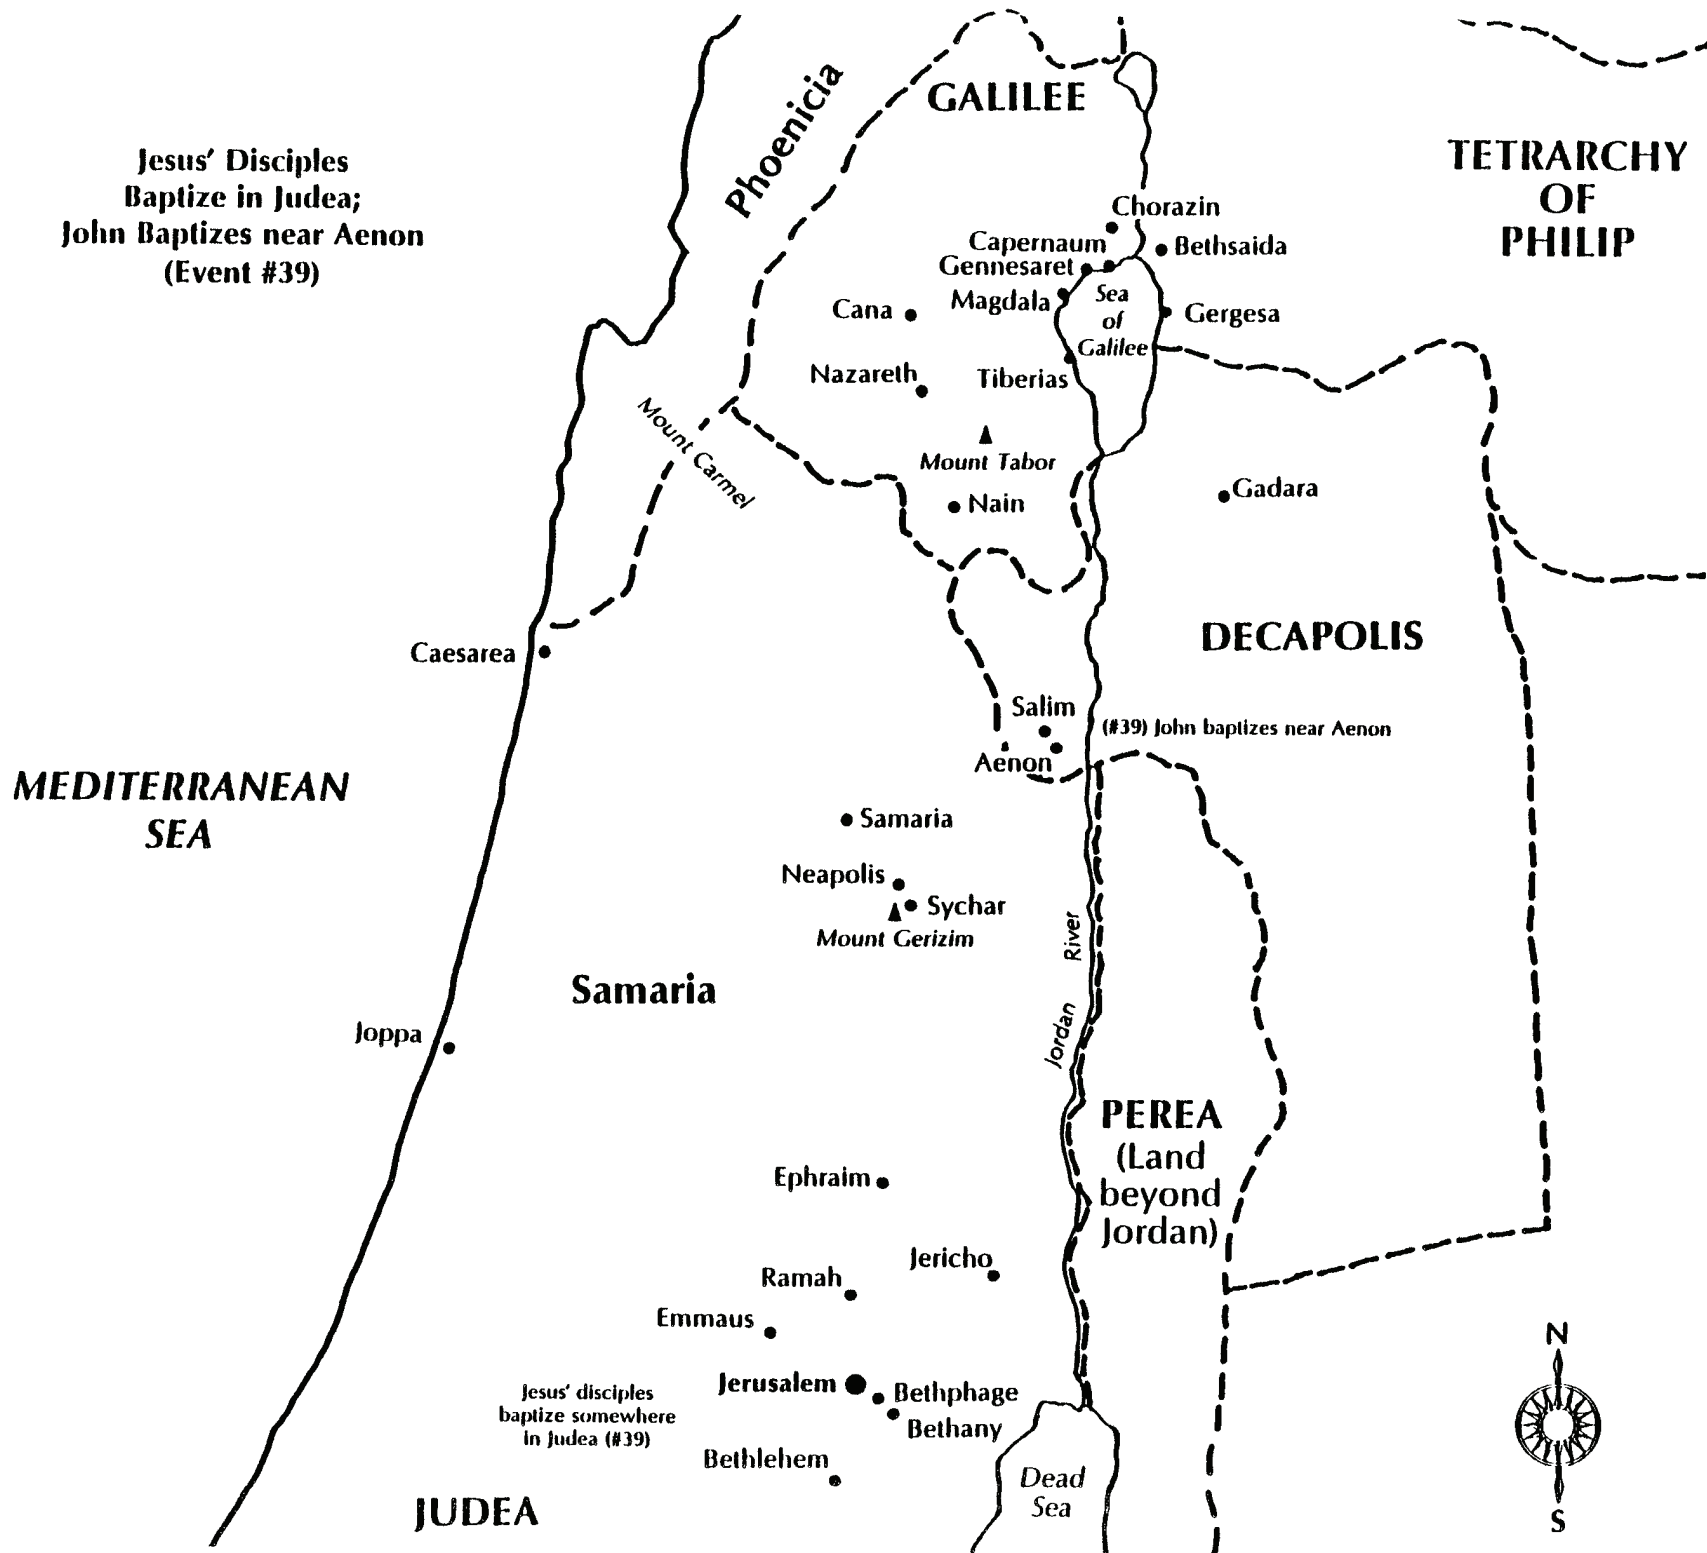 GALILEE
Phoenicia
TETRARCHY
OF
PHILIP
Jesus' Disciples
Baptize in Judea;
John Baptizes near Aenon
(Event #39)
Chorazin
Capernaum
Bethsaida
Gennesaret
Magdala
Sea
of
Galilee
Cana
Gergesa
Nazareth
Tiberias
Mount Carmel
Mount Tabor
Nain
Gadara
DECAPOLIS
Caesarea
Salim
(#39) John baptizes near Aenon
Aenon
MEDITERRANEAN
SEA
Samaria
Neapolis
Sychar
Mount Gerizim
Jordan River
Samaria
Joppa
PEREA
(Land
beyond
Jordan)
Ephraim
Jericho
Ramah
Emmaus
Jerusalem
Bethphage
Bethany
Jesus' disciples
baptize somewhere
in Judea (#39)
Bethlehem
Dead
Sea
JUDEA
N
S